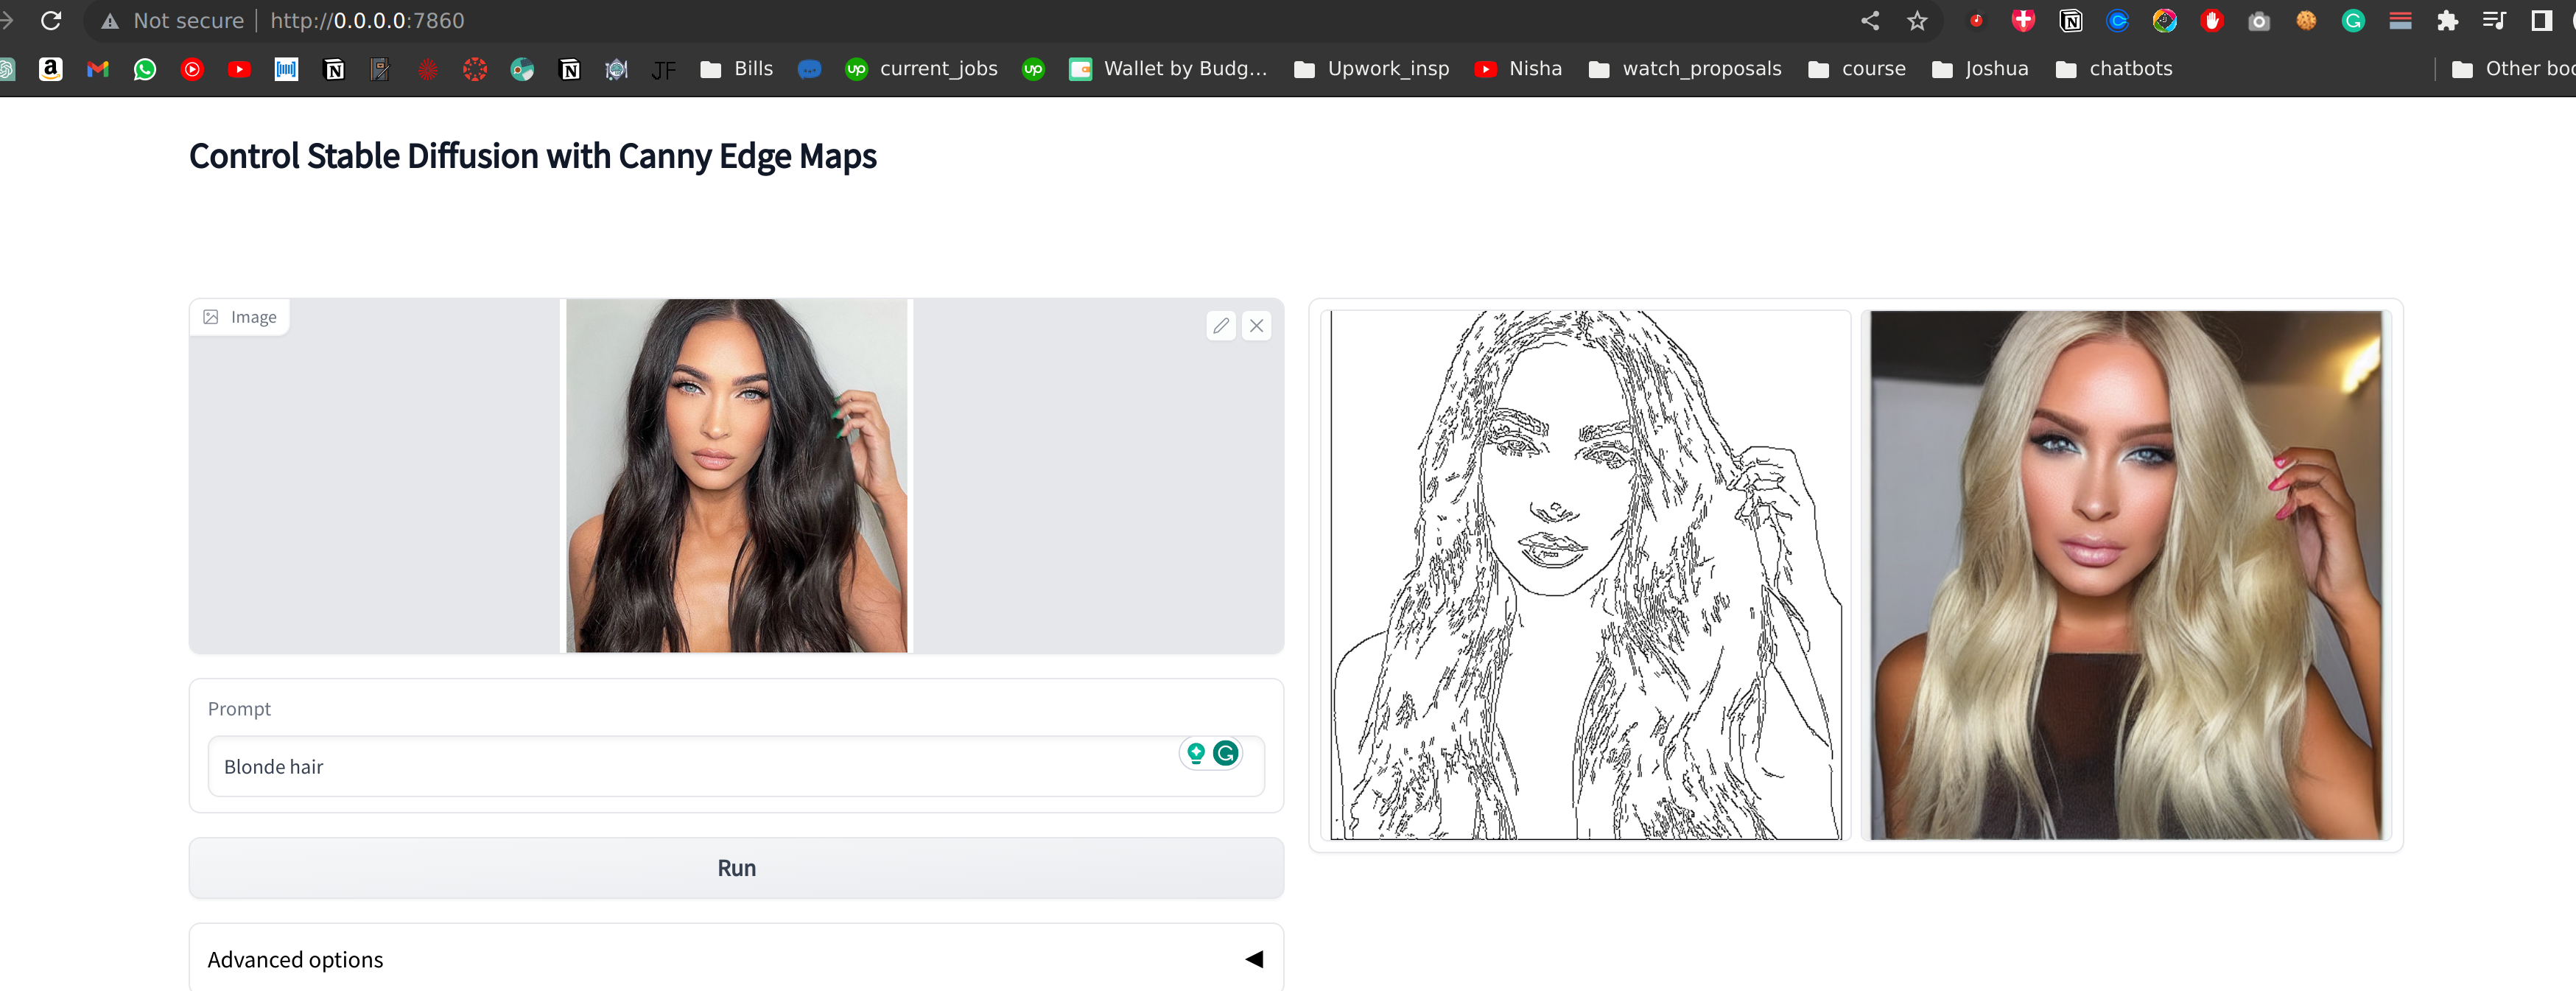 Not secure http://0.0.0.0:7860
Bills current_jobs Wallet by Budg... Upwork_insp Nisha watch_proposals course Joshua chatbots Other boo
Control Stable Diffusion with Canny Edge Maps
Image
Prompt
Blonde hair
Run
Advanced options